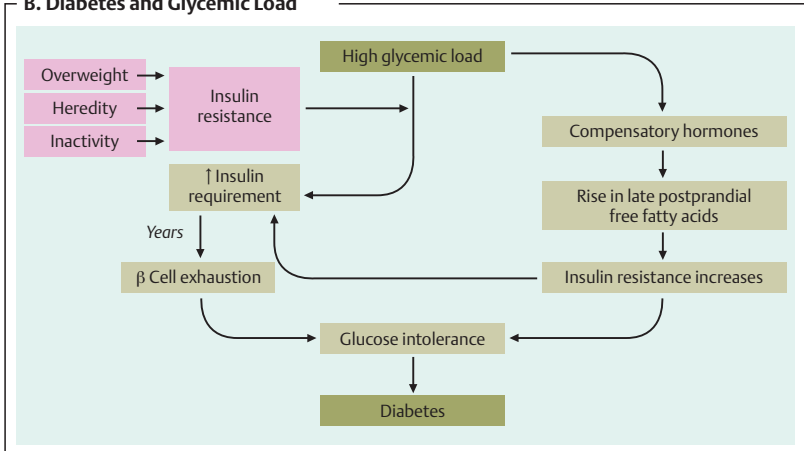 B. Diabetes and Glycemic Load
High glycemic load
Overweight
Heredity
Inactivity
Insulin
resistance
Compensatory hormones
↑ Insulin
requirement
Rise in late postprandial
free fatty acids
Years
β Cell exhaustion
Insulin resistance increases
Glucose intolerance
Diabetes